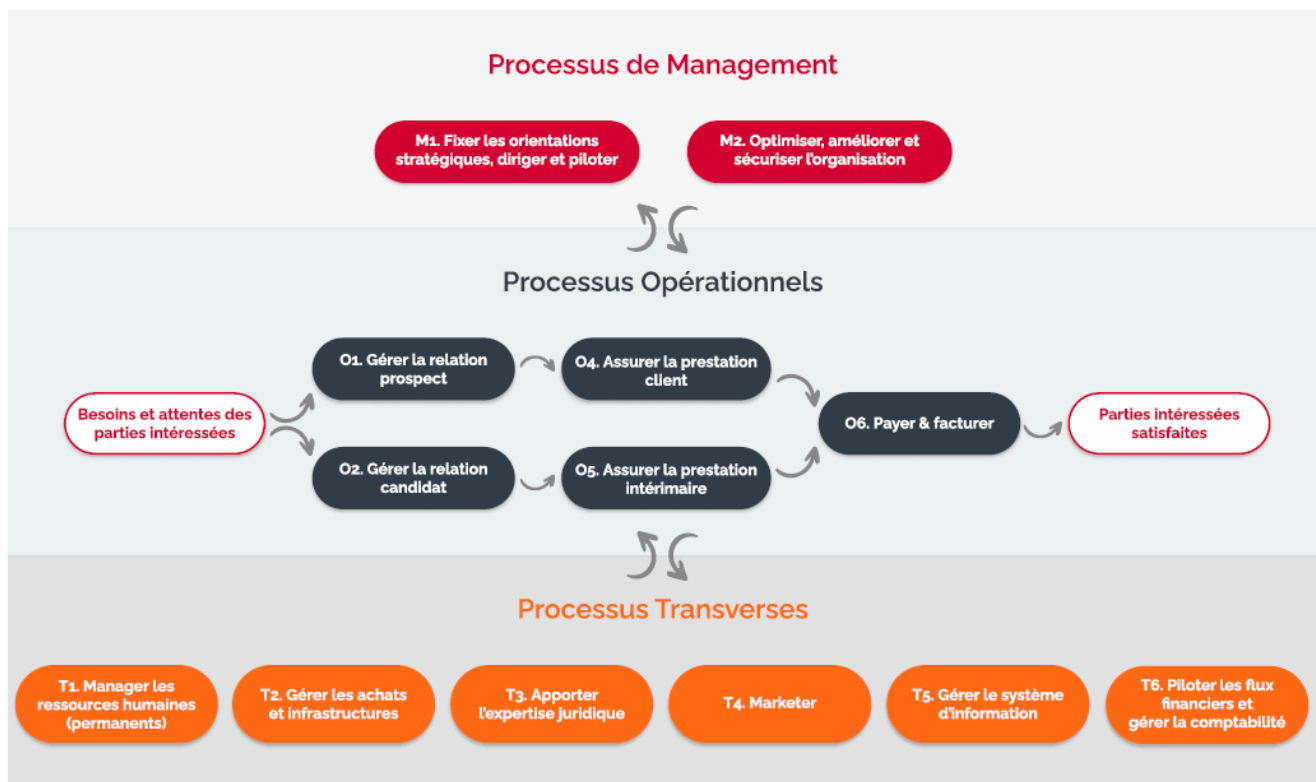 Processus de Management
M1. Fixer les orientations
stratégiques, diriger et piloter
M2. Optimiser, améliorer et
sécuriser l'organisation
Processus Opérationnels
Besoins et attentes des
parties intéressées
O1. Gérer la relation
prospect
O4. Assurer la prestation
client
O2. Gérer la relation
candidat
O5. Assurer la prestation
intérimaire
O6. Payer & facturer
Parties intéressées
satisfaites
Processus Transverses
T1. Manager les
ressources humaines
(permanents)
T2. Gérer les achats
et infrastructures
T3. Apporter
l'expertise juridique
T4. Marketer
T5. Gérer le système
d'information
T6. Piloter les flux
financiers et
gérer la comptabilité